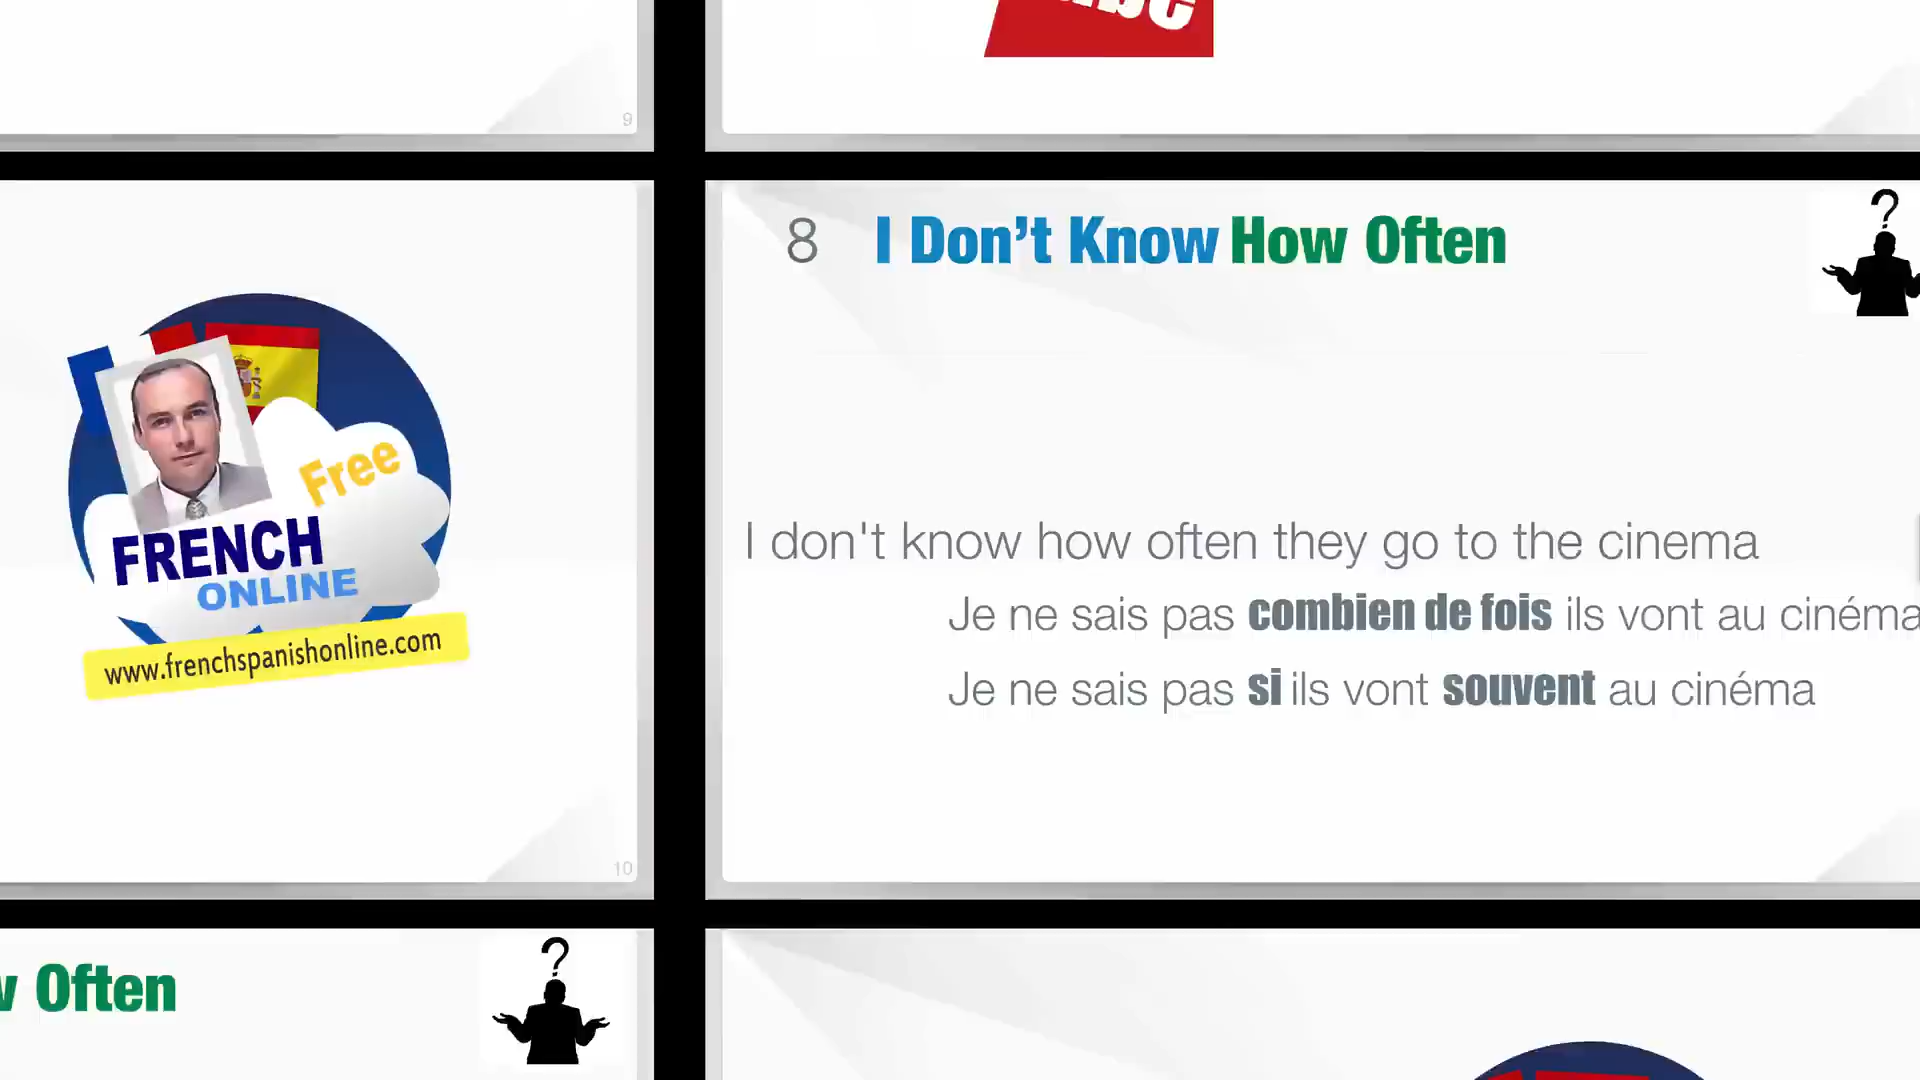 9
8 I Don’t Know How Often
?
Free
FRENCH
ONLINE
www.frenchspanishonline.com
10
I don't know how often they go to the cinema
Je ne sais pas combien de fois ils vont au cinéma
Je ne sais pas si ils vont souvent au cinéma
Often
?